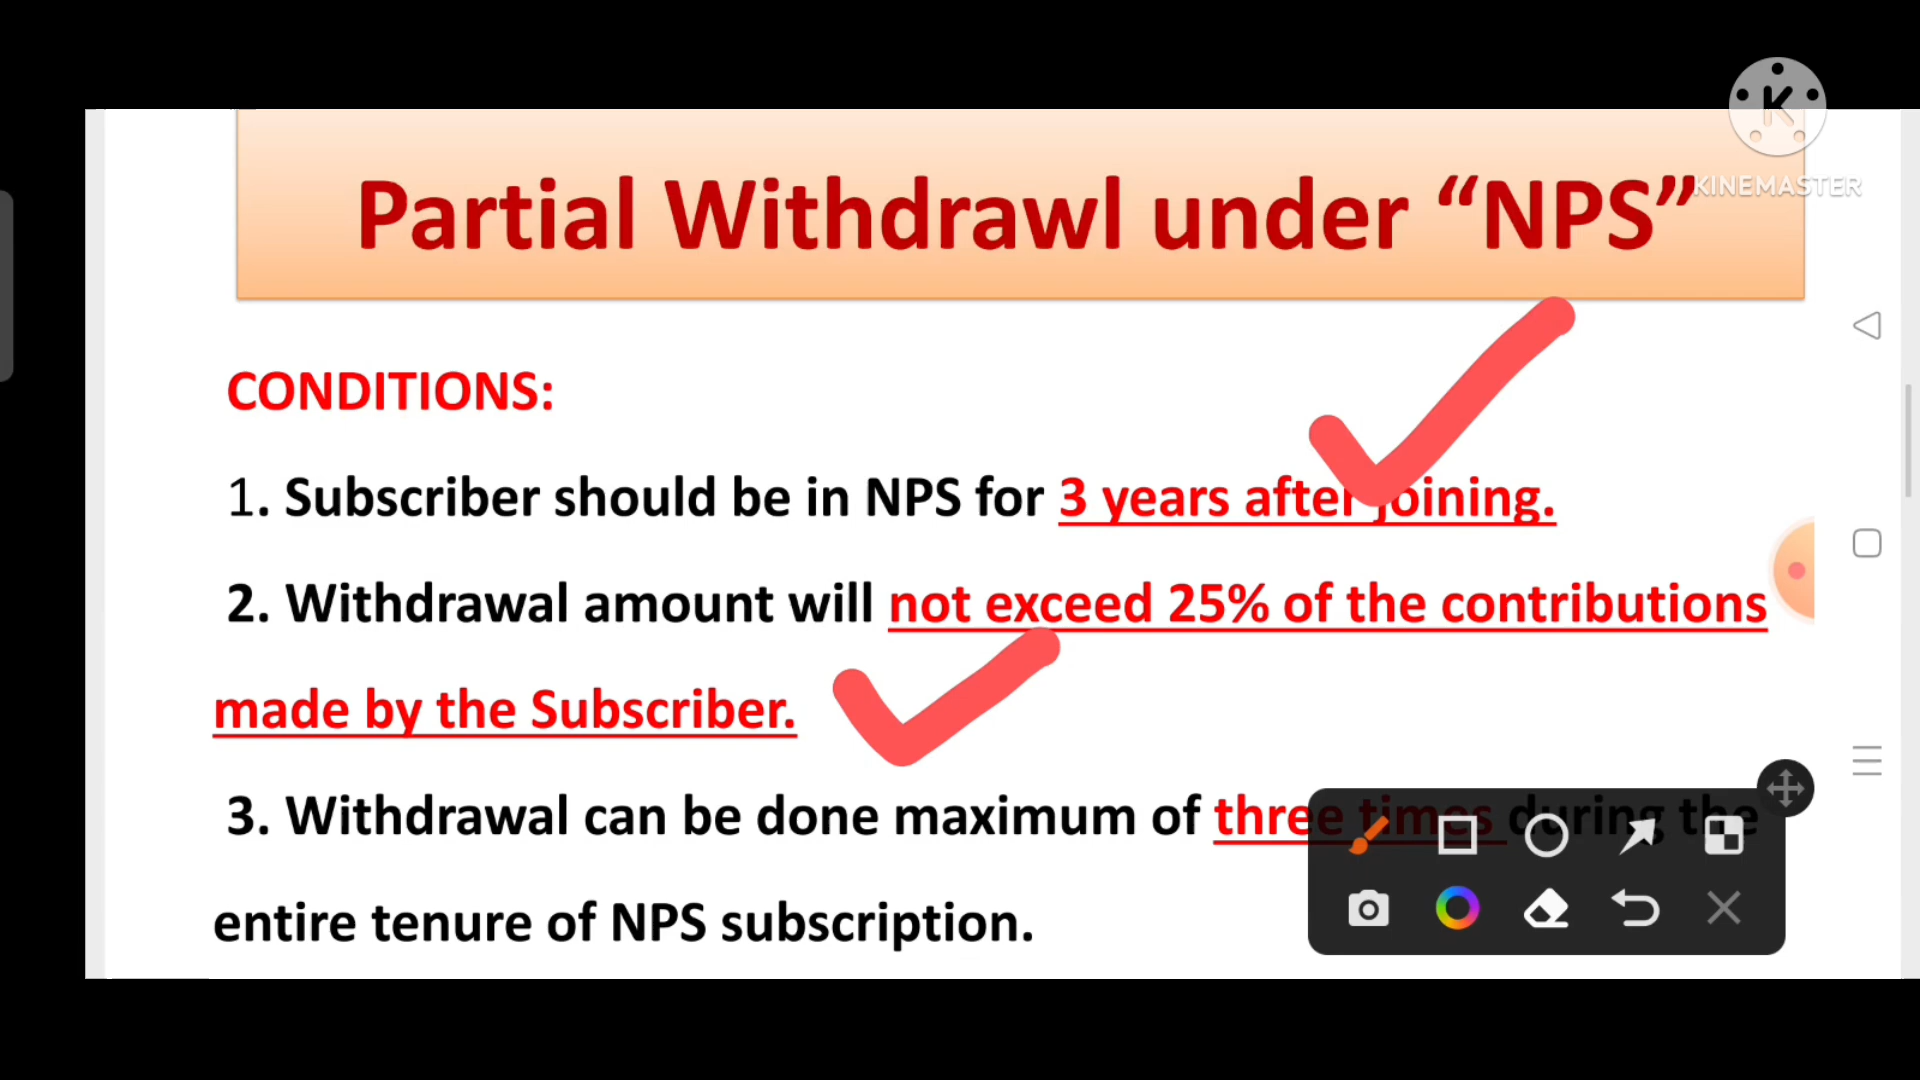 KINEMASTER
Partial Withdrawl under “NPS”
CONDITIONS:
1. Subscriber should be in NPS for 3 years after joining.
2. Withdrawal amount will not exceed 25% of the contributions
made by the Subscriber.
3. Withdrawal can be done maximum of three times during the
entire tenure of NPS subscription.